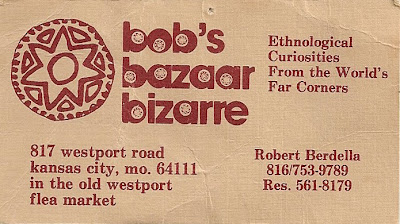 bob's
bazaar
bizarre
Ethnological
Curiosities
From the World's
Far Corners
817 westport road
kansas city, mo. 64111
in the old westport
flea market
Robert Berdella
816/753-9789
Res. 561-8179